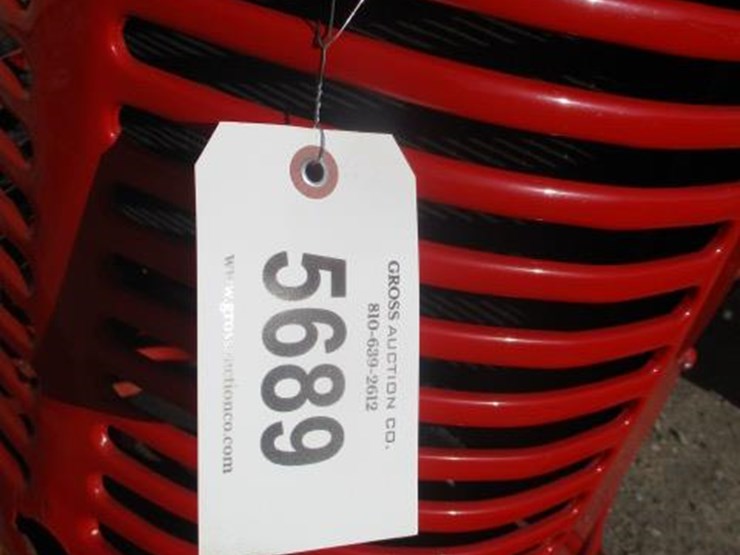 GROSS AUCTION CO.
810-639-2612
5689
www.grossauctionco.com